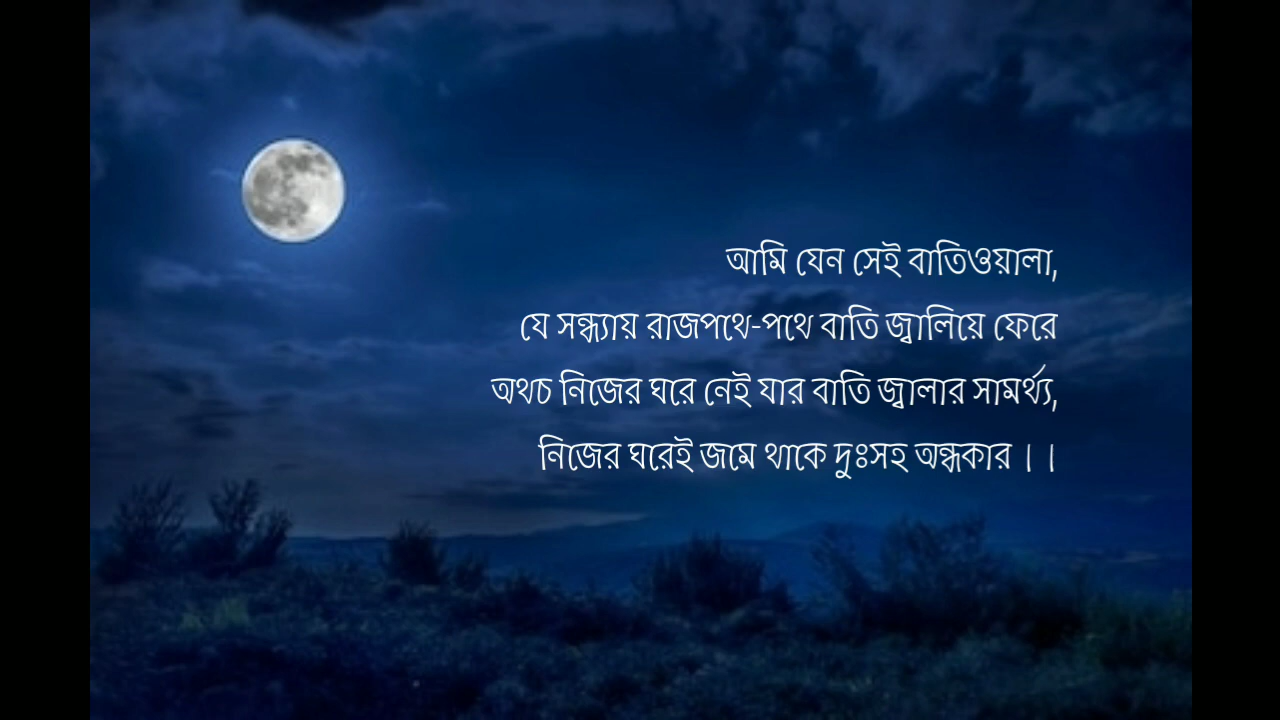 আমি যেন সেই বাতিওয়ালা,
যে সন্ধ্যায় রাজপথে-পথে বাতি জ্বালিয়ে ফেরে
অথচ নিজের ঘরে নেই যার বাতি জ্বালার সামর্থ্য,
নিজের ঘরেই জমে থাকে দুঃসহ অন্ধকার । ।